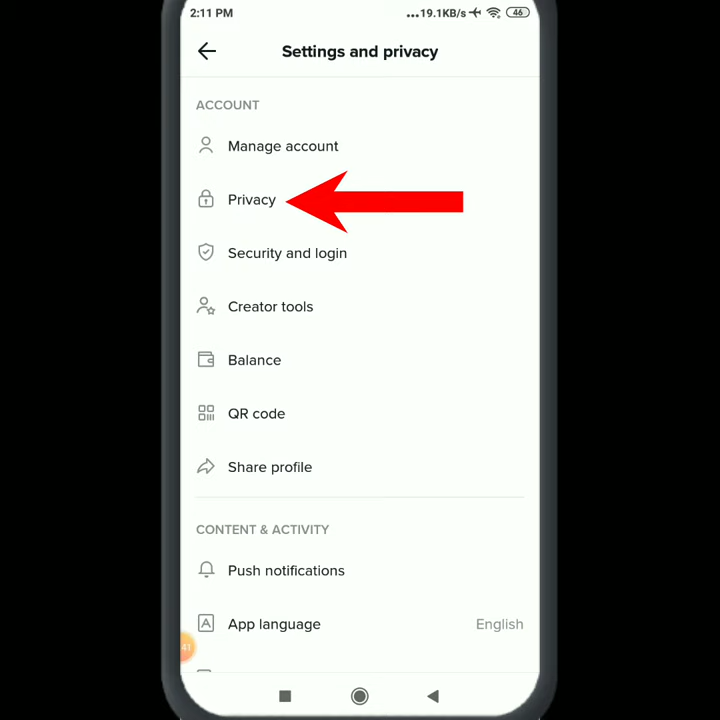 2:11 PM ...19.1KB/s 46
Settings and privacy
ACCOUNT
Manage account
Privacy
Security and login
Creator tools
Balance
QR code
Share profile
CONTENT & ACTIVITY
Push notifications
A App language English
41